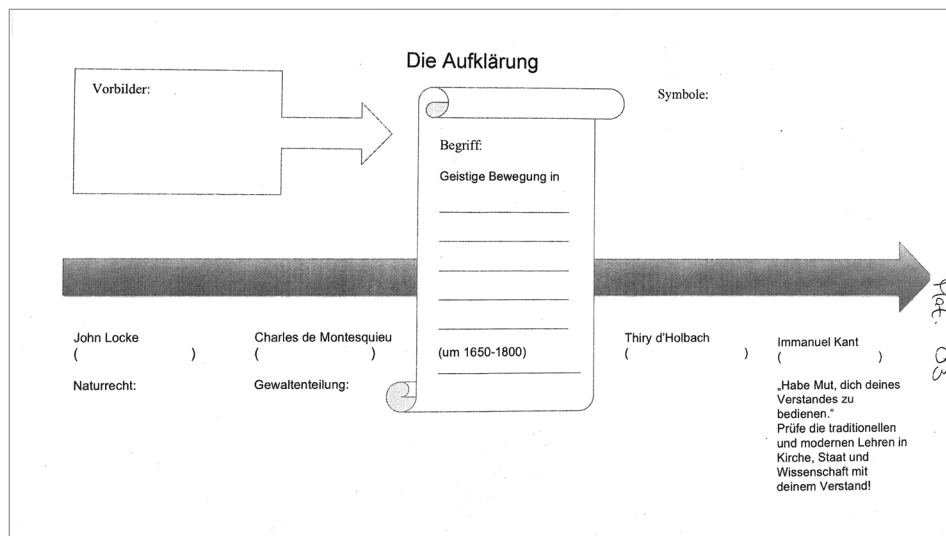 Die Aufklärung
Vorbilder:
Symbole:
Begriff:
Geistige Bewegung in
(um 1650-1800)
John Locke
( )
Naturrecht:
Charles de Montesquieu
( )
Gewaltenteilung:
Thiry d'Holbach
( )
Immanuel Kant
( )
„Habe Mut, dich deines
Verstandes zu
bedienen.“
Prüfe die traditionellen
und modernen Lehren in
Kirche, Staat und
Wissenschaft mit
deinem Verstand!
Mat. 03